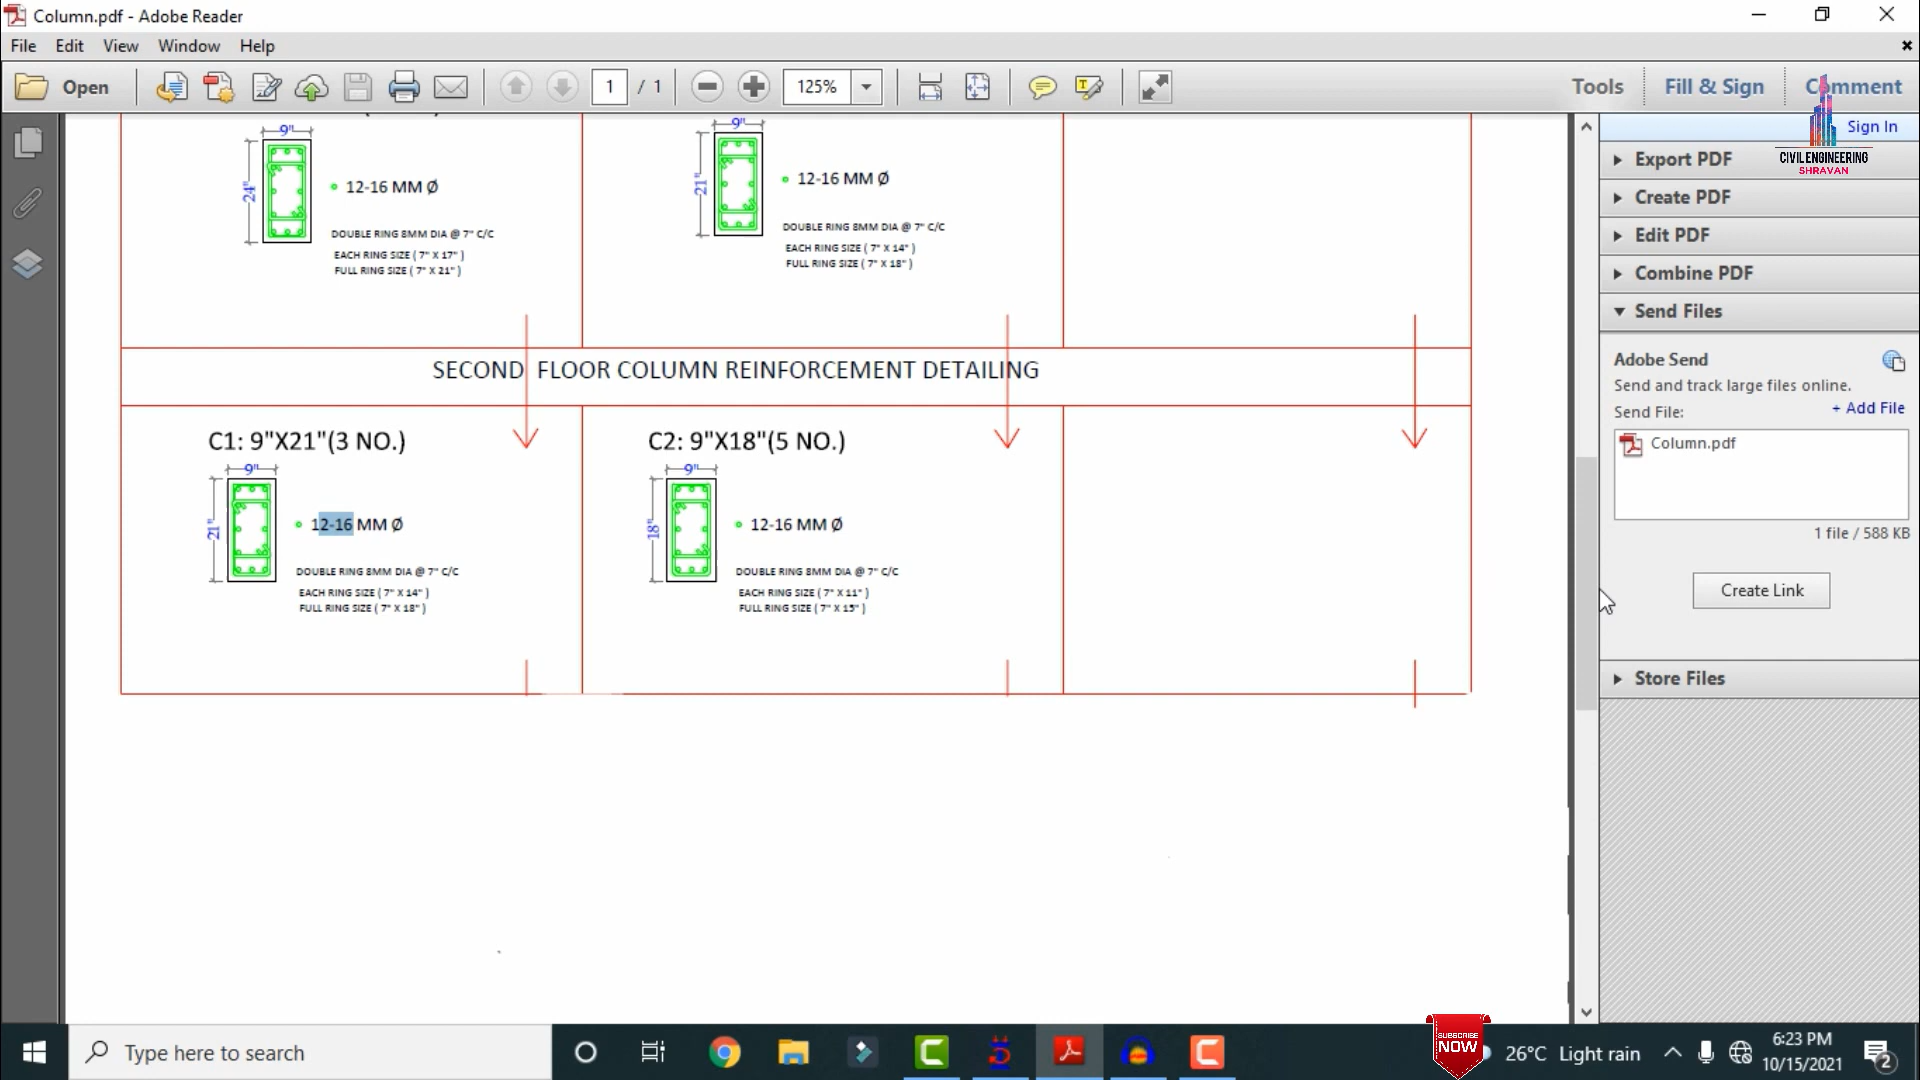 Column.pdf - Adobe Reader
File Edit View Window Help
Open 1 / 1 125% Tools Fill & Sign Comment
Sign In
CIVIL ENGINEERING
SHRAVAN
Export PDF
Create PDF
Edit PDF
Combine PDF
Send Files
Adobe Send
Send and track large files online.
Send File: + Add File
Column.pdf
1 file / 588 KB
Create Link
Store Files
9"
24"
12-16 MM Ø
DOUBLE RING 8MM DIA @ 7" C/C
EACH RING SIZE ( 7" X 17" )
FULL RING SIZE ( 7" X 21" )
9"
21"
12-16 MM Ø
DOUBLE RING 8MM DIA @ 7" C/C
EACH RING SIZE ( 7" X 14" )
FULL RING SIZE ( 7" X 18" )
SECOND FLOOR COLUMN REINFORCEMENT DETAILING
C1: 9"X21"(3 NO.)
9"
21"
12-16 MM Ø
DOUBLE RING 8MM DIA @ 7" C/C
EACH RING SIZE ( 7" X 14" )
FULL RING SIZE ( 7" X 18" )
C2: 9"X18"(5 NO.)
9"
18"
12-16 MM Ø
DOUBLE RING 8MM DIA @ 7" C/C
EACH RING SIZE ( 7" X 11" )
FULL RING SIZE ( 7" X 15" )
Type here to search
SUBSCRIBE
NOW
26°C Light rain
6:23 PM
10/15/2021
2